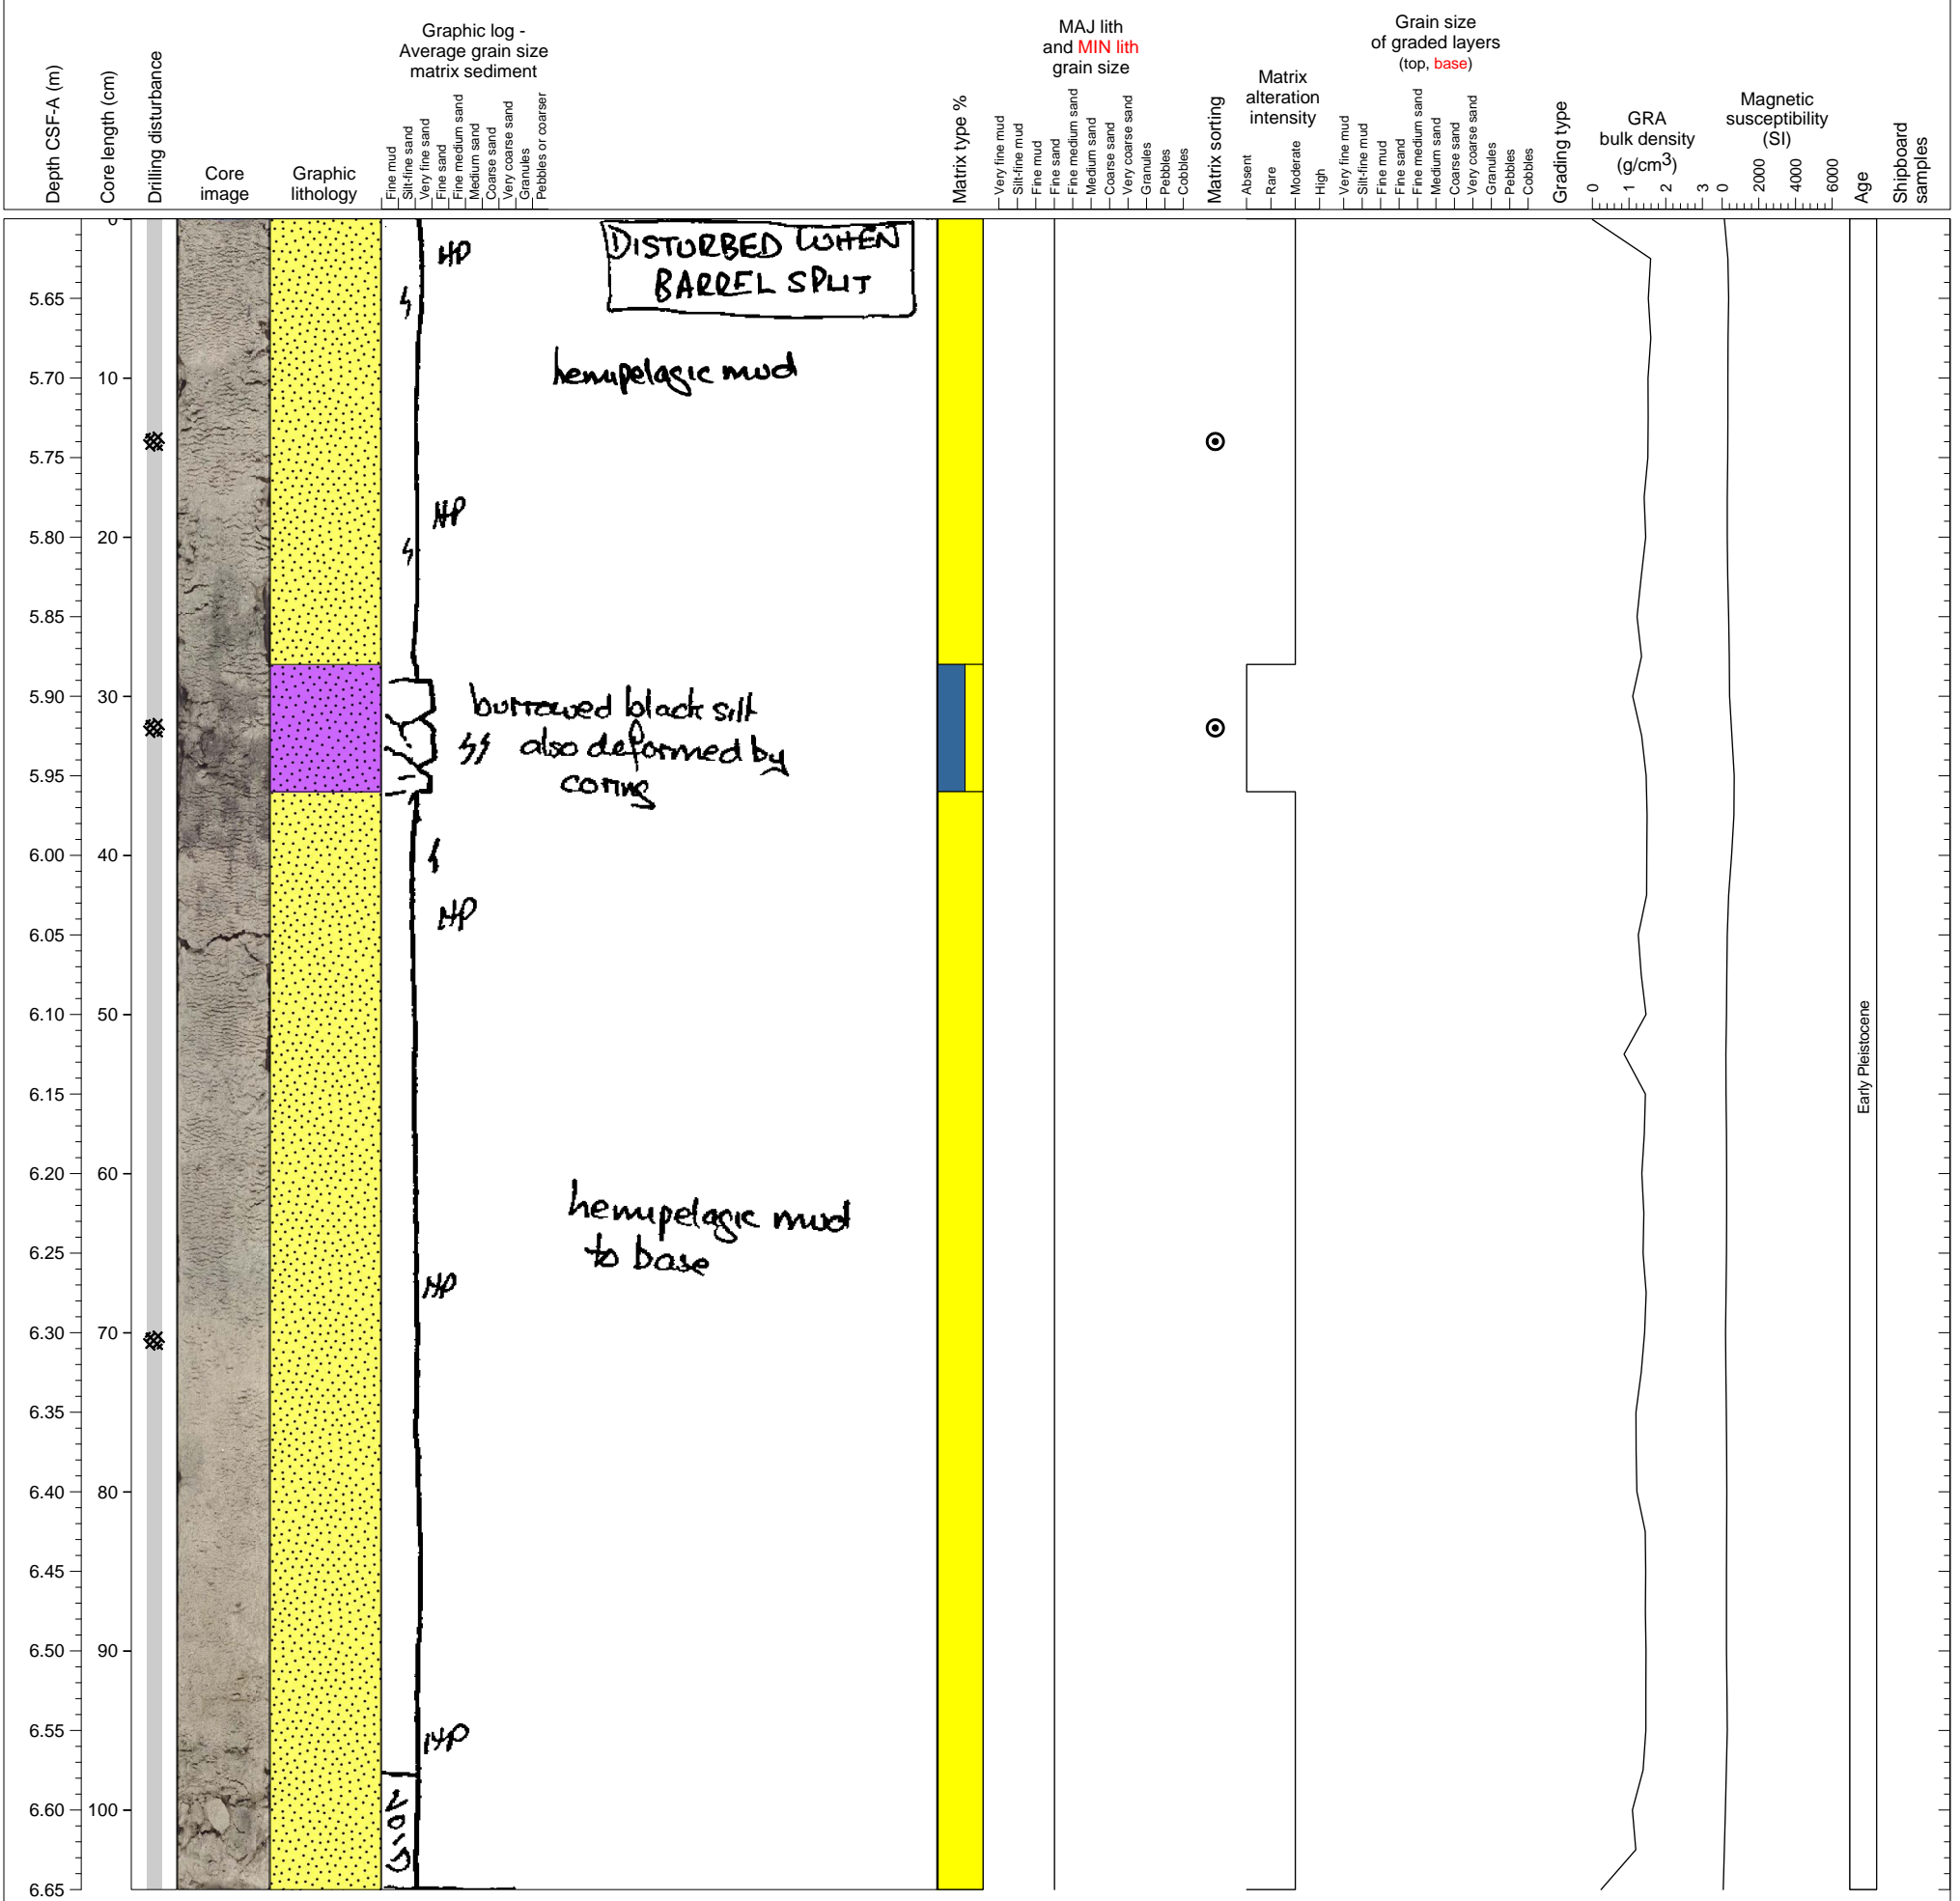 Depth CSF-A (m)
Core length (cm)
Drilling disturbance
Core
image
Graphic
lithology
Graphic log -
Average grain size
matrix sediment
Fine mud
Silt-fine sand
Very fine sand
Fine sand
Fine medium sand
Medium sand
Coarse sand
Very coarse sand
Granules
Pebbles or coarser
Matrix type %
MAJ lith
and MIN lith
grain size
Very fine mud
Silt-fine mud
Fine mud
Fine sand
Fine medium sand
Medium sand
Coarse sand
Very coarse sand
Granules
Pebbles
Cobbles
Matrix sorting
Matrix
alteration
intensity
Absent
Rare
Moderate
High
Grain size
of graded layers
(top, base)
Very fine mud
Silt-fine mud
Fine mud
Fine sand
Fine medium sand
Medium sand
Coarse sand
Very coarse sand
Granules
Pebbles
Cobbles
Grading type
GRA
bulk density
(g/cm3)
0 1 2 3
Magnetic
susceptibility
(SI)
0 2000 4000 6000
Age
Shipboard
samples
0
DISTURBED WHEN
BARREL SPLIT
HP
5.65
hemipelagic mud
5.70 10
5.75
HP
5.80 20
5.85
5.90 30
burrowed black silt
also deformed by
coring
5.95
6.00 40
HP
6.05
6.10 50
Early Pleistocene
6.15
6.20 60
hemipelagic mud
to base
6.25
HP
6.30 70
6.35
6.40 80
6.45
6.50 90
6.55
HP
6.60 100
VOID
6.65